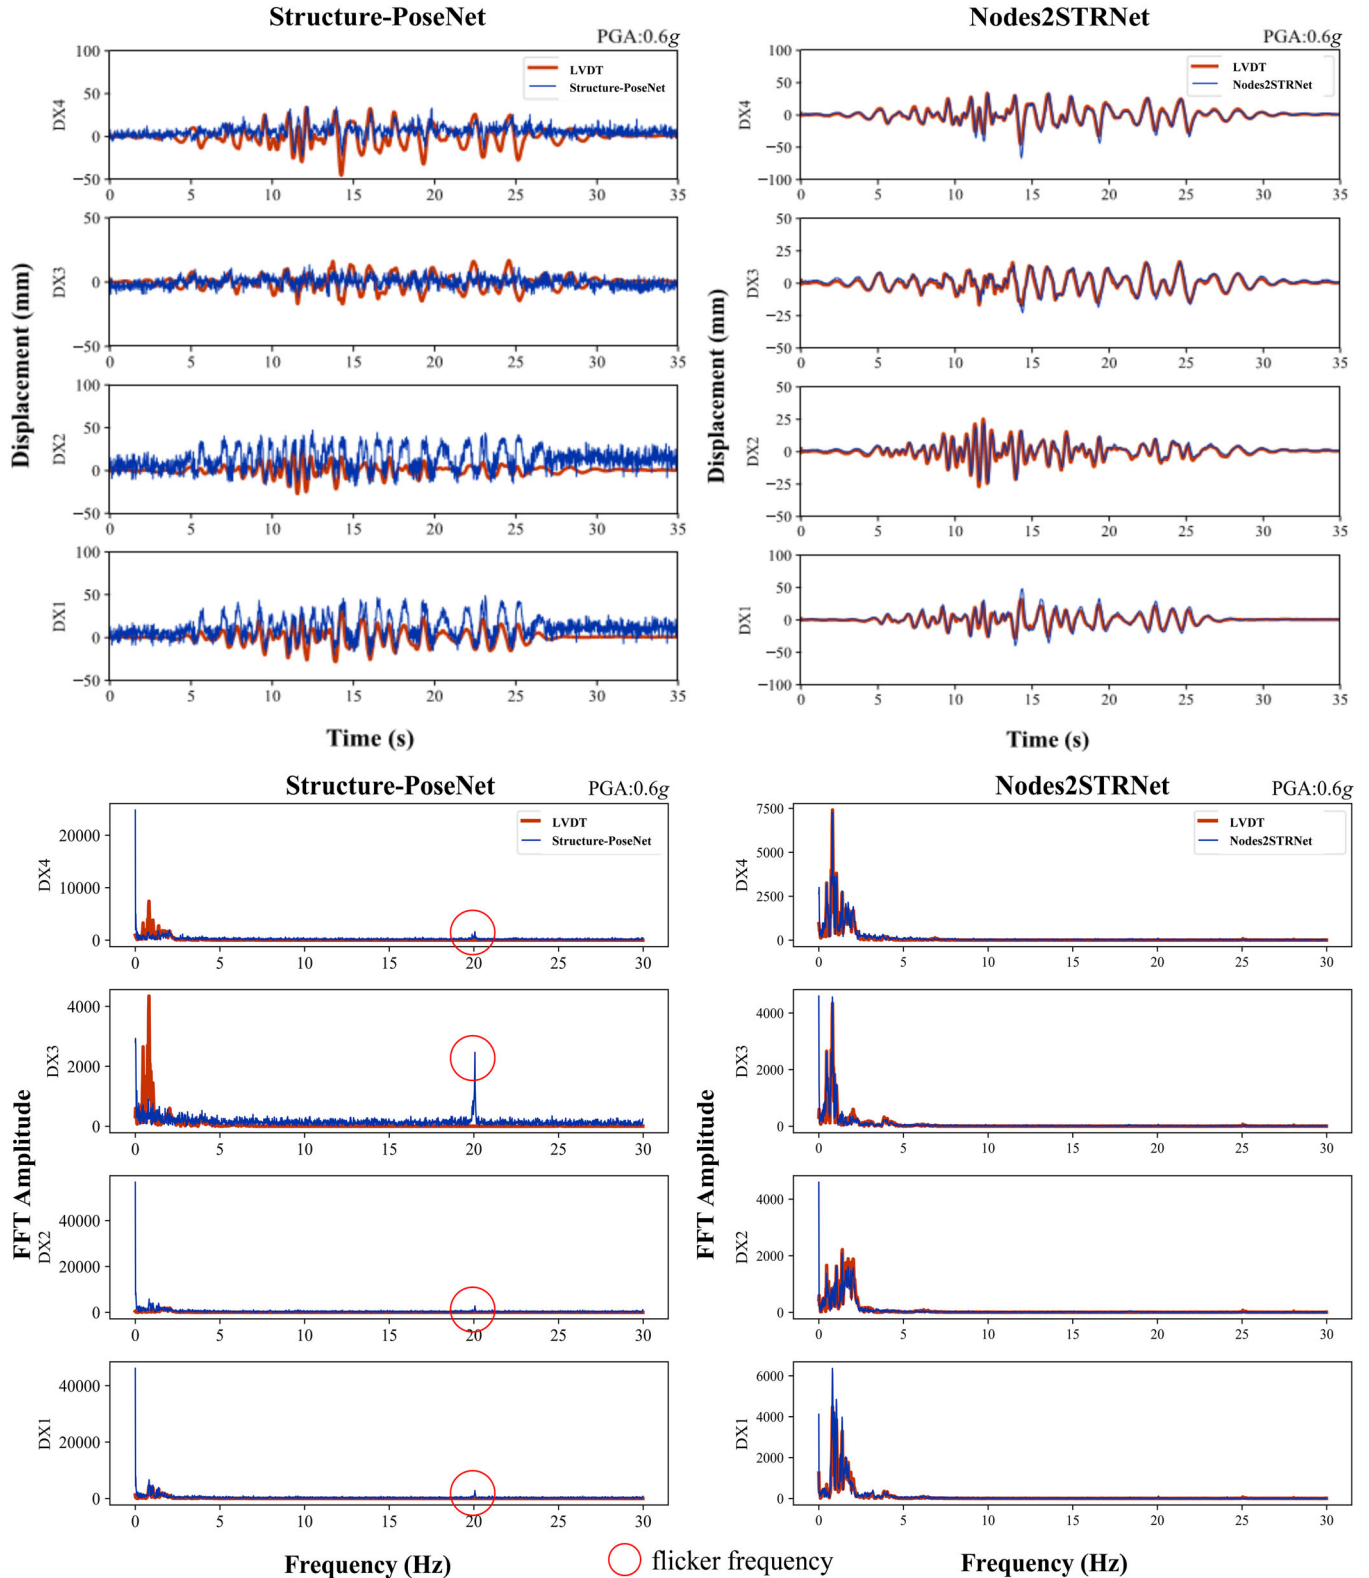 Structure-PoseNet
PGA:0.6g
LVDT
Structure-PoseNet
DX4
100
50
0
−50
0 5 10 15 20 25 30 35
DX3
50
0
−50
0 5 10 15 20 25 30 35
DX2
100
50
0
−50
0 5 10 15 20 25 30 35
DX1
100
50
0
−50
0 5 10 15 20 25 30 35
Displacement (mm)
Time (s)
Nodes2STRNet
PGA:0.6g
LVDT
Nodes2STRNet
DX4
100
50
0
−50
−100
0 5 10 15 20 25 30 35
DX3
50
25
0
−25
−50
0 5 10 15 20 25 30 35
DX2
50
25
0
−25
−50
0 5 10 15 20 25 30 35
DX1
100
50
0
−50
−100
0 5 10 15 20 25 30 35
Displacement (mm)
Time (s)
Structure-PoseNet
PGA:0.6g
LVDT
Structure-PoseNet
DX4
20000
10000
0
0 5 10 15 20 25 30
DX3
4000
2000
0
0 5 10 15 20 25 30
DX2
40000
20000
0
0 5 10 15 20 25 30
DX1
40000
20000
0
0 5 10 15 20 25 30
FFT Amplitude
Frequency (Hz)
Nodes2STRNet
PGA:0.6g
LVDT
Nodes2STRNet
DX4
7500
5000
2500
0
0 5 10 15 20 25 30
DX3
4000
2000
0
0 5 10 15 20 25 30
DX2
4000
2000
0
0 5 10 15 20 25 30
DX1
6000
4000
2000
0
0 5 10 15 20 25 30
FFT Amplitude
Frequency (Hz)
flicker frequency